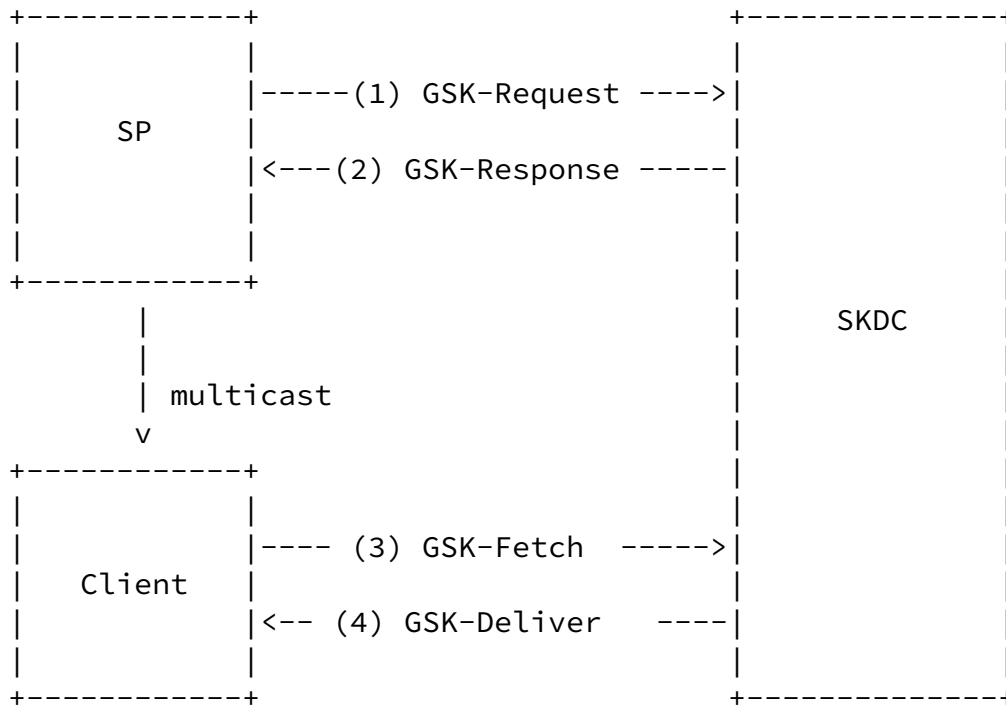 (1) GSK-Request
SP
(2) GSK-Response
SKDC
multicast
(3) GSK-Fetch
Client
(4) GSK-Deliver